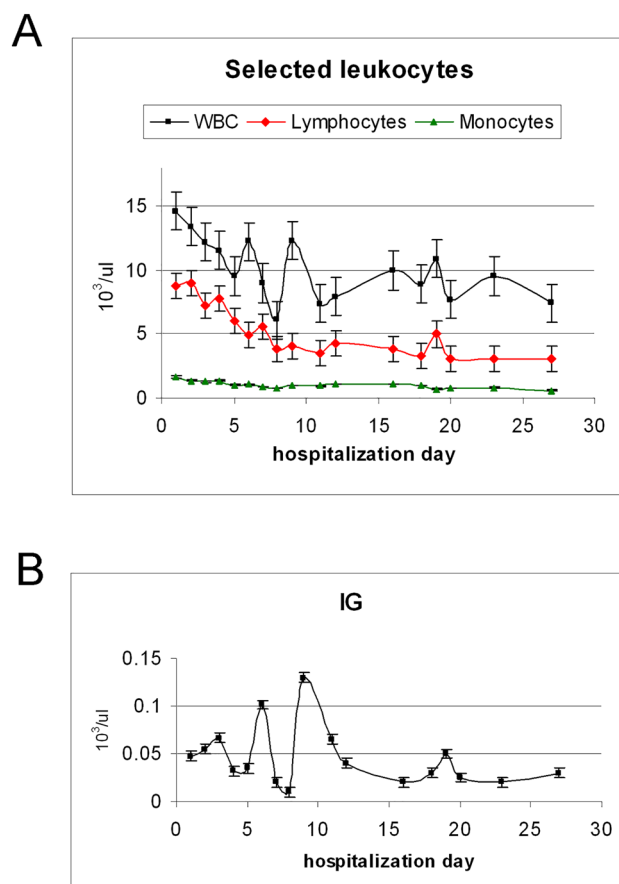 A
Selected leukocytes
WBC Lymphocytes Monocytes
15
10
5
0
10³/ul
0 5 10 15 20 25 30
hospitalization day
B
IG
0.15
0.1
0.05
0
10³/ul
0 5 10 15 20 25 30
hospitalization day